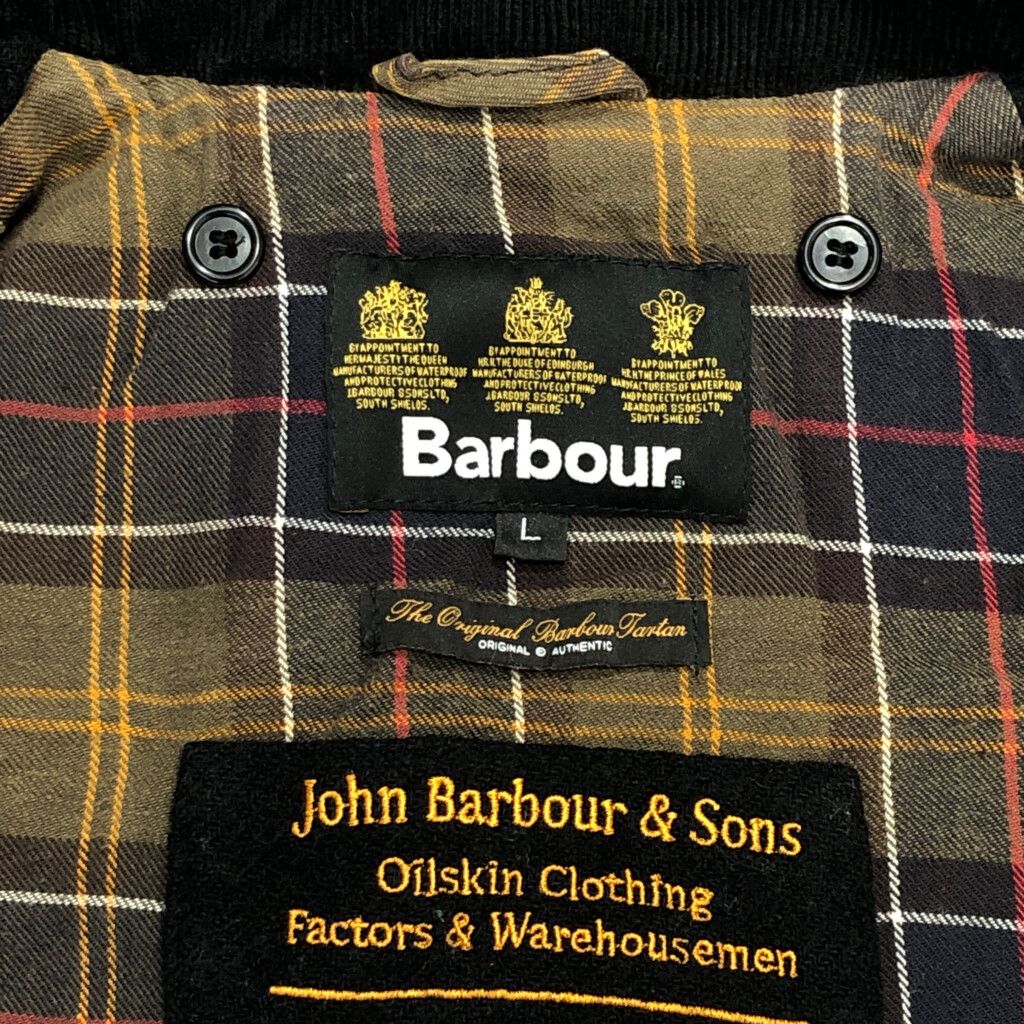 BY APPOINTMENT TO
HER MAJESTY THE QUEEN
MANUFACTURERS OF WATERPROOF
AND PROTECTIVE CLOTHING
J.BARBOUR & SONS LTD,
SOUTH SHIELDS.
BY APPOINTMENT TO
H.R.H. THE DUKE OF EDINBURGH
MANUFACTURERS OF WATERPROOF
AND PROTECTIVE CLOTHING
J.BARBOUR & SONS LTD,
SOUTH SHIELDS.
BY APPOINTMENT TO
H.R.H. THE PRINCE OF WALES
MANUFACTURERS OF WATERPROOF
AND PROTECTIVE CLOTHING
J.BARBOUR & SONS LTD,
SOUTH SHIELDS.
Barbour
L
The Original Barbour Tartan
ORIGINAL © AUTHENTIC
John Barbour & Sons
Oilskin Clothing
Factors & Warehousemen